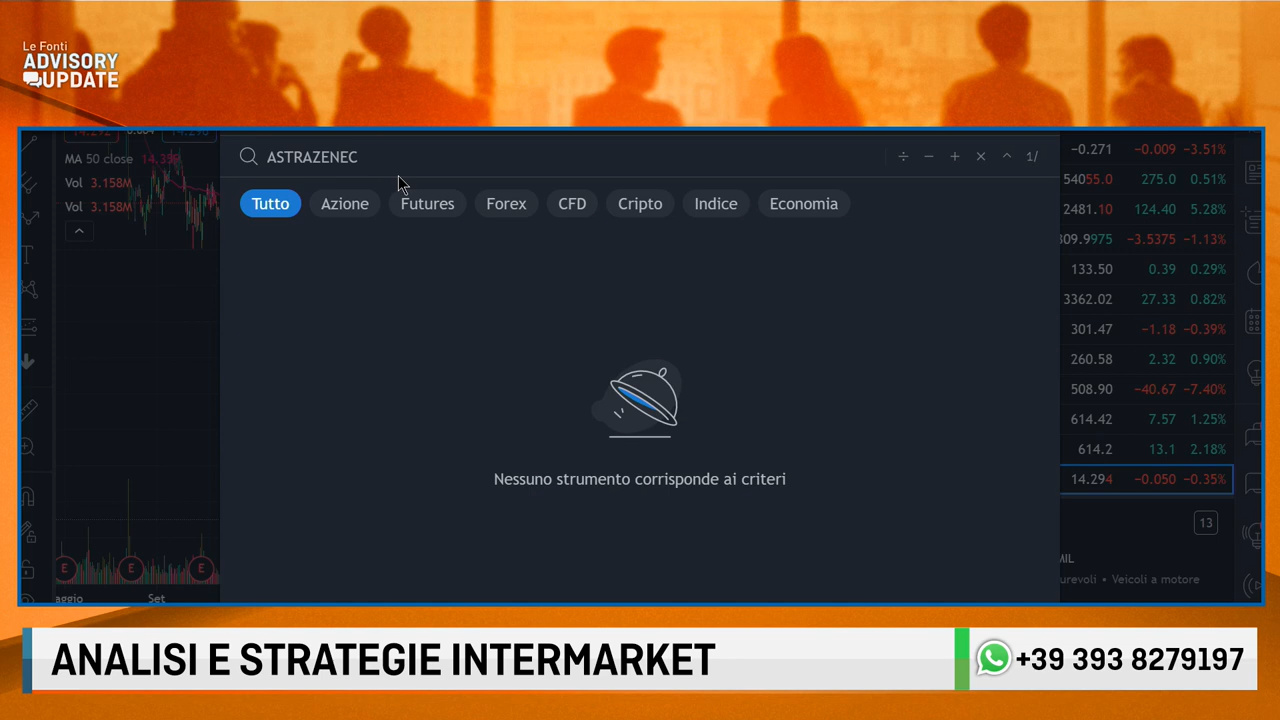 Le Fonti
ADVISORY
UPDATE
MA 50 close
Vol 3.158M
Vol 3.158M
E E E
Set
ASTRAZENEC
1/
Tutto Azione Futures Forex CFD Cripto Indice Economia
Nessuno strumento corrisponde ai criteri
−0.271 −0.009 −3.51%
54055.0 275.0 0.51%
2481.10 124.40 5.28%
309.9975 −3.5375 −1.13%
133.50 0.39 0.29%
3362.02 27.33 0.82%
301.47 −1.18 −0.39%
260.58 2.32 0.90%
508.90 −40.67 −7.40%
614.42 7.57 1.25%
614.2 13.1 2.18%
14.294 −0.050 −0.35%
13
Veicoli a motore
ANALISI E STRATEGIE INTERMARKET
+39 393 8279197